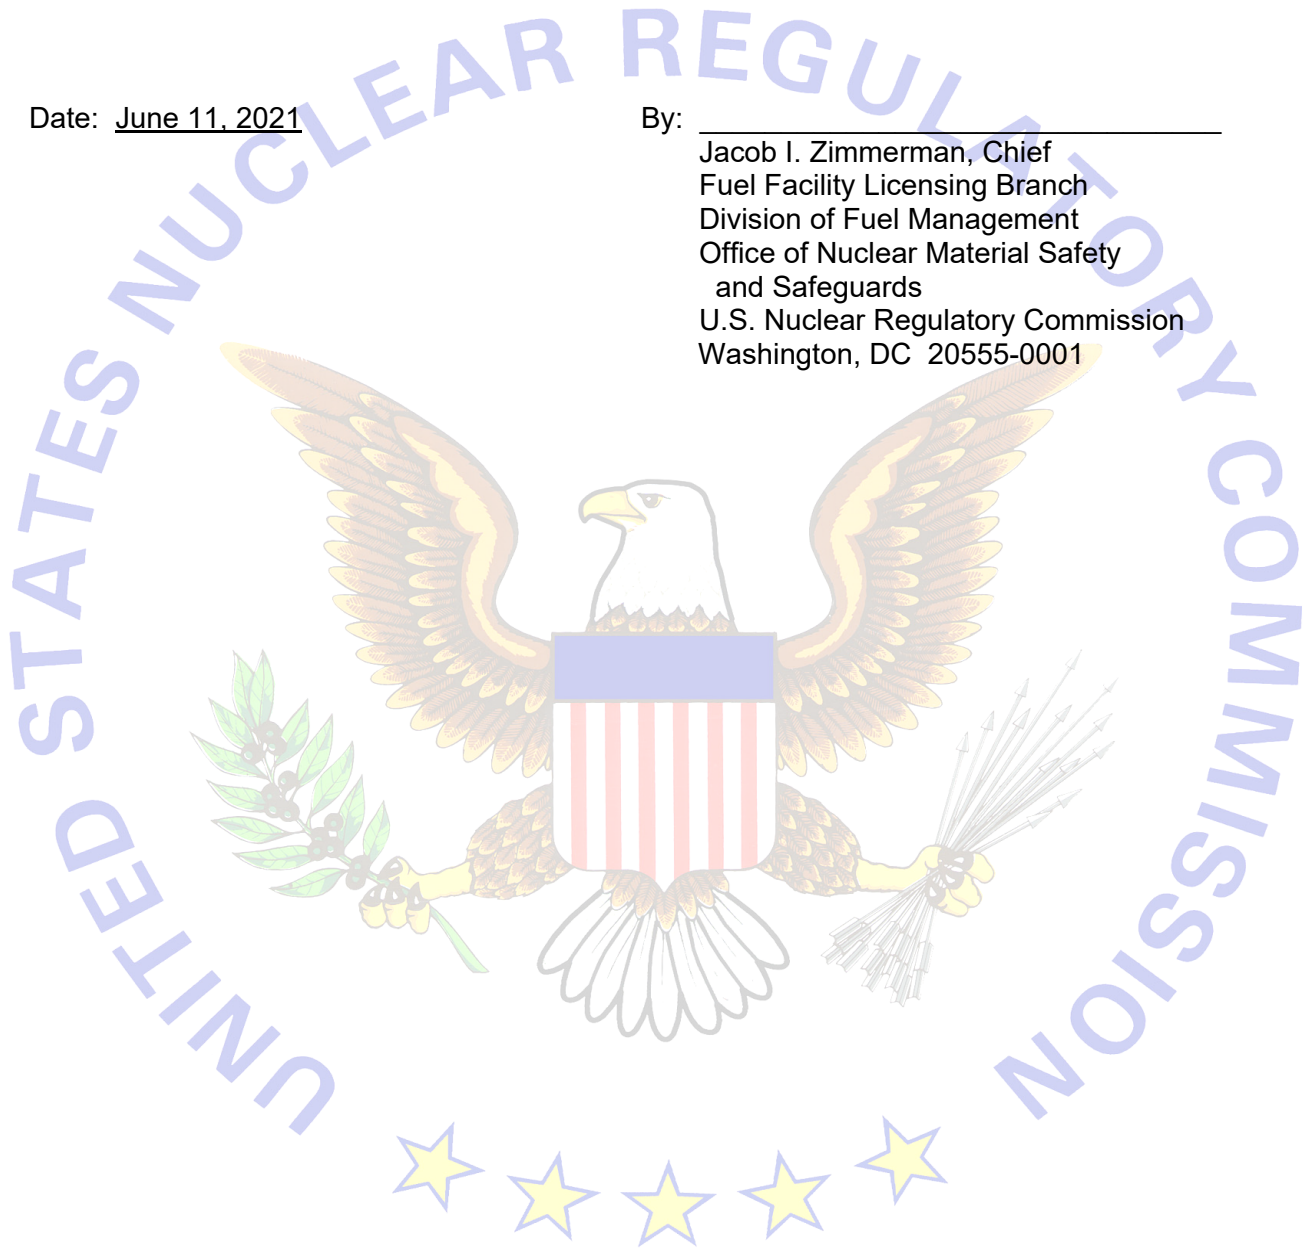 UNITED STATES NUCLEAR REGULATORY COMMISSION
Date: June 11, 2021
By: ________________________________
Jacob I. Zimmerman, Chief
Fuel Facility Licensing Branch
Division of Fuel Management
Office of Nuclear Material Safety
and Safeguards
U.S. Nuclear Regulatory Commission
Washington, DC 20555-0001